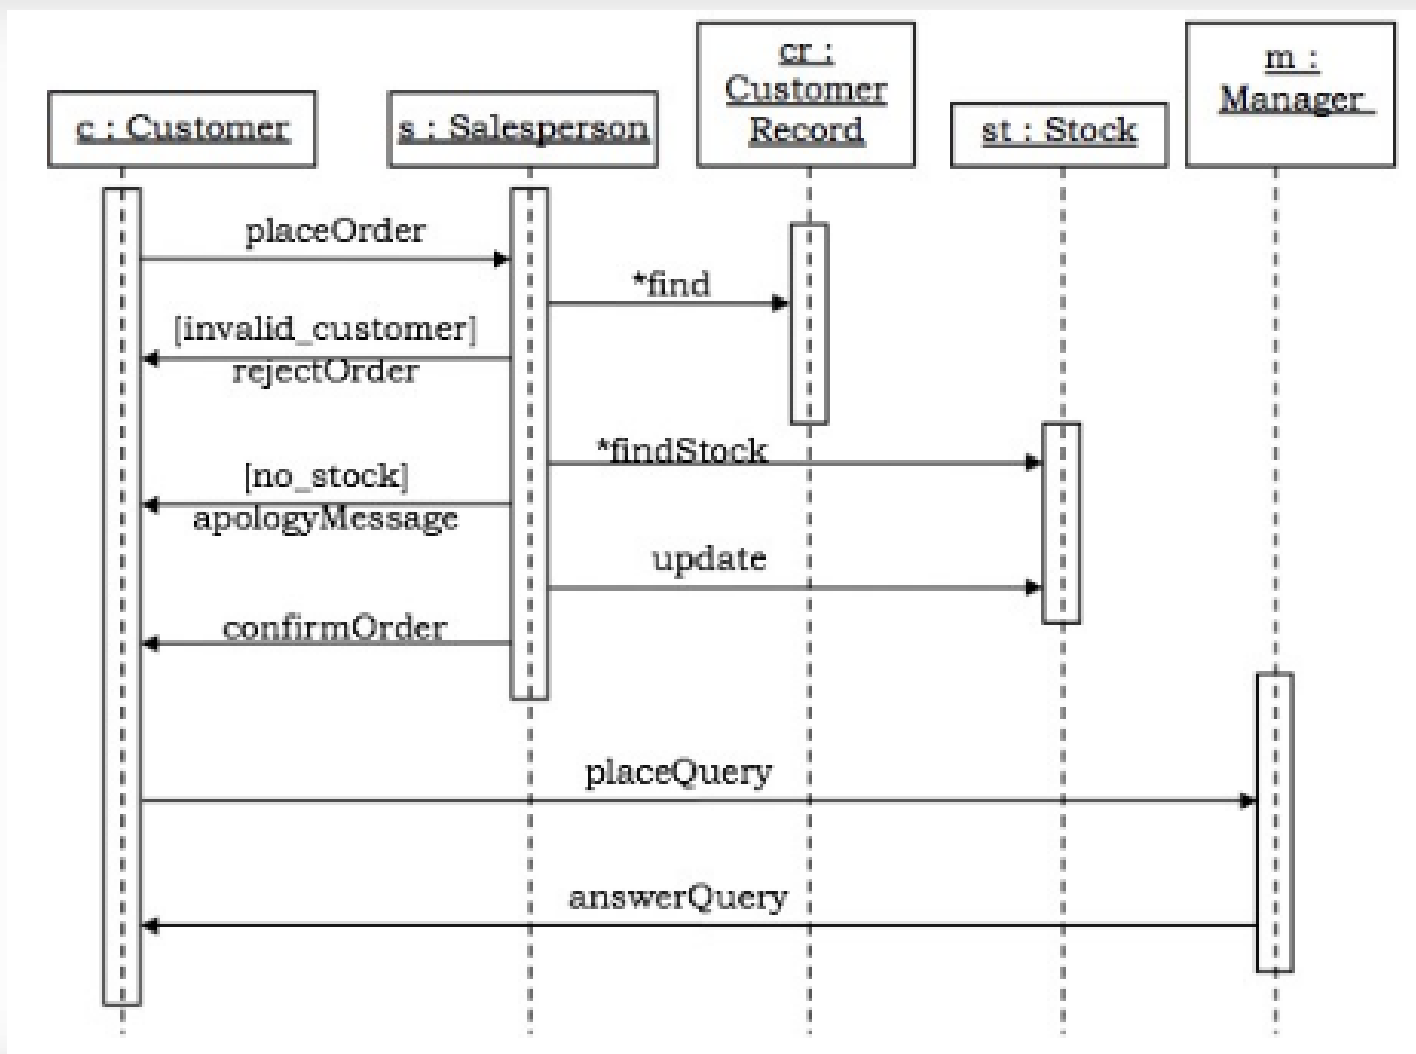 c : Customer
s : Salesperson
cr :
Customer
Record
st : Stock
m :
Manager
placeOrder
*find
[invalid_customer]
rejectOrder
*findStock
[no_stock]
apologyMessage
update
confirmOrder
placeQuery
answerQuery